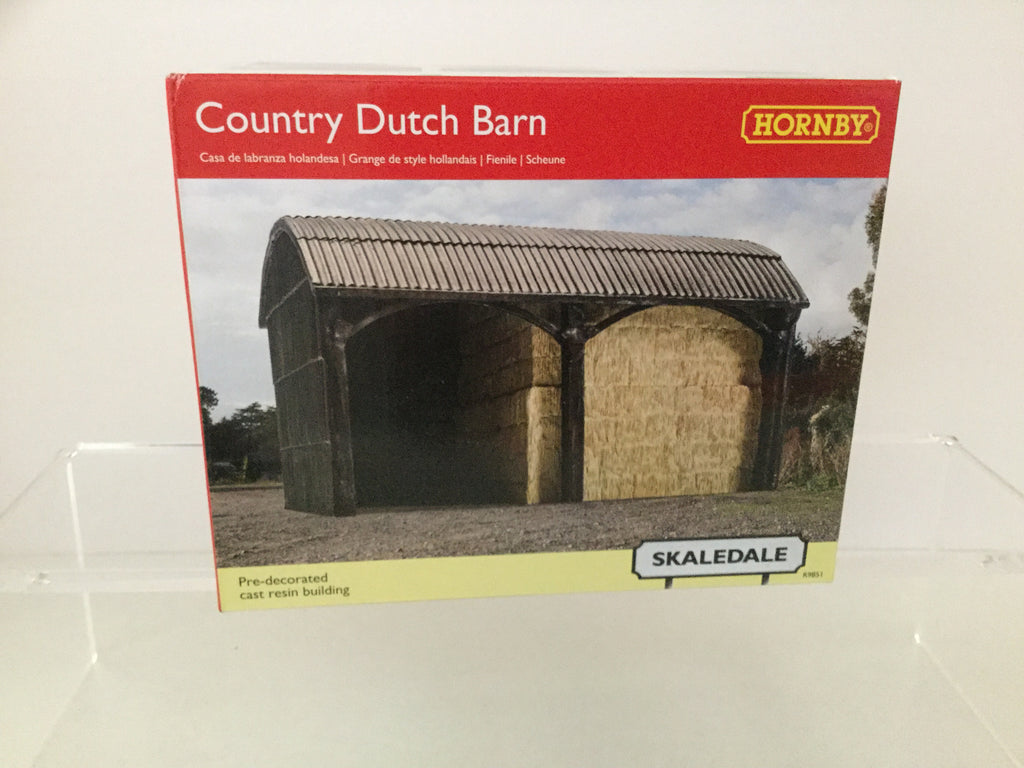 Country Dutch Barn
HORNBY®
Casa de labranza holandesa | Grange de style hollandais | Fienile | Scheune
SKALEDALE
R9851
Pre-decorated
cast resin building